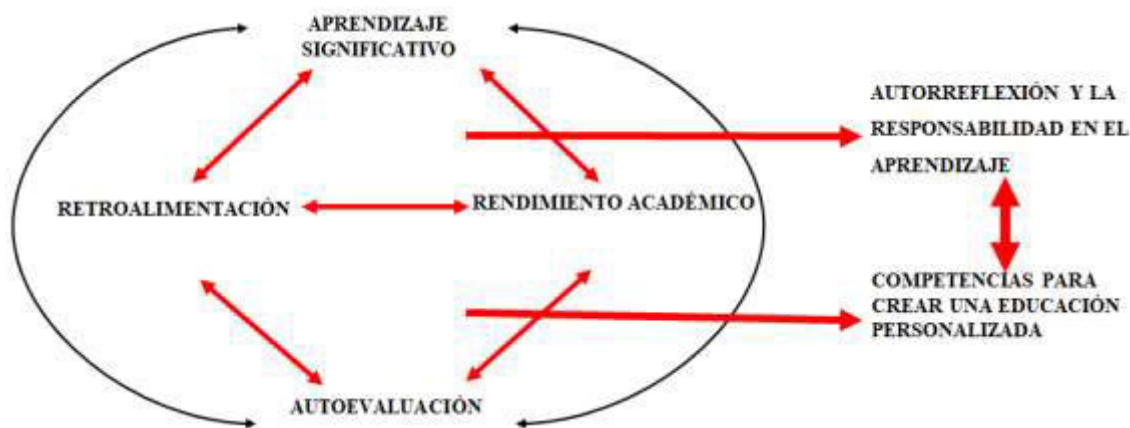 APRENDIZAJE
SIGNIFICATIVO
AUTORREFLEXIÓN Y LA
RESPONSABILIDAD EN EL
APRENDIZAJE
RETROALIMENTACIÓN
RENDIMIENTO ACADÉMICO
COMPETENCIAS PARA
CREAR UNA EDUCACIÓN
PERSONALIZADA
AUTOEVALUACIÓN